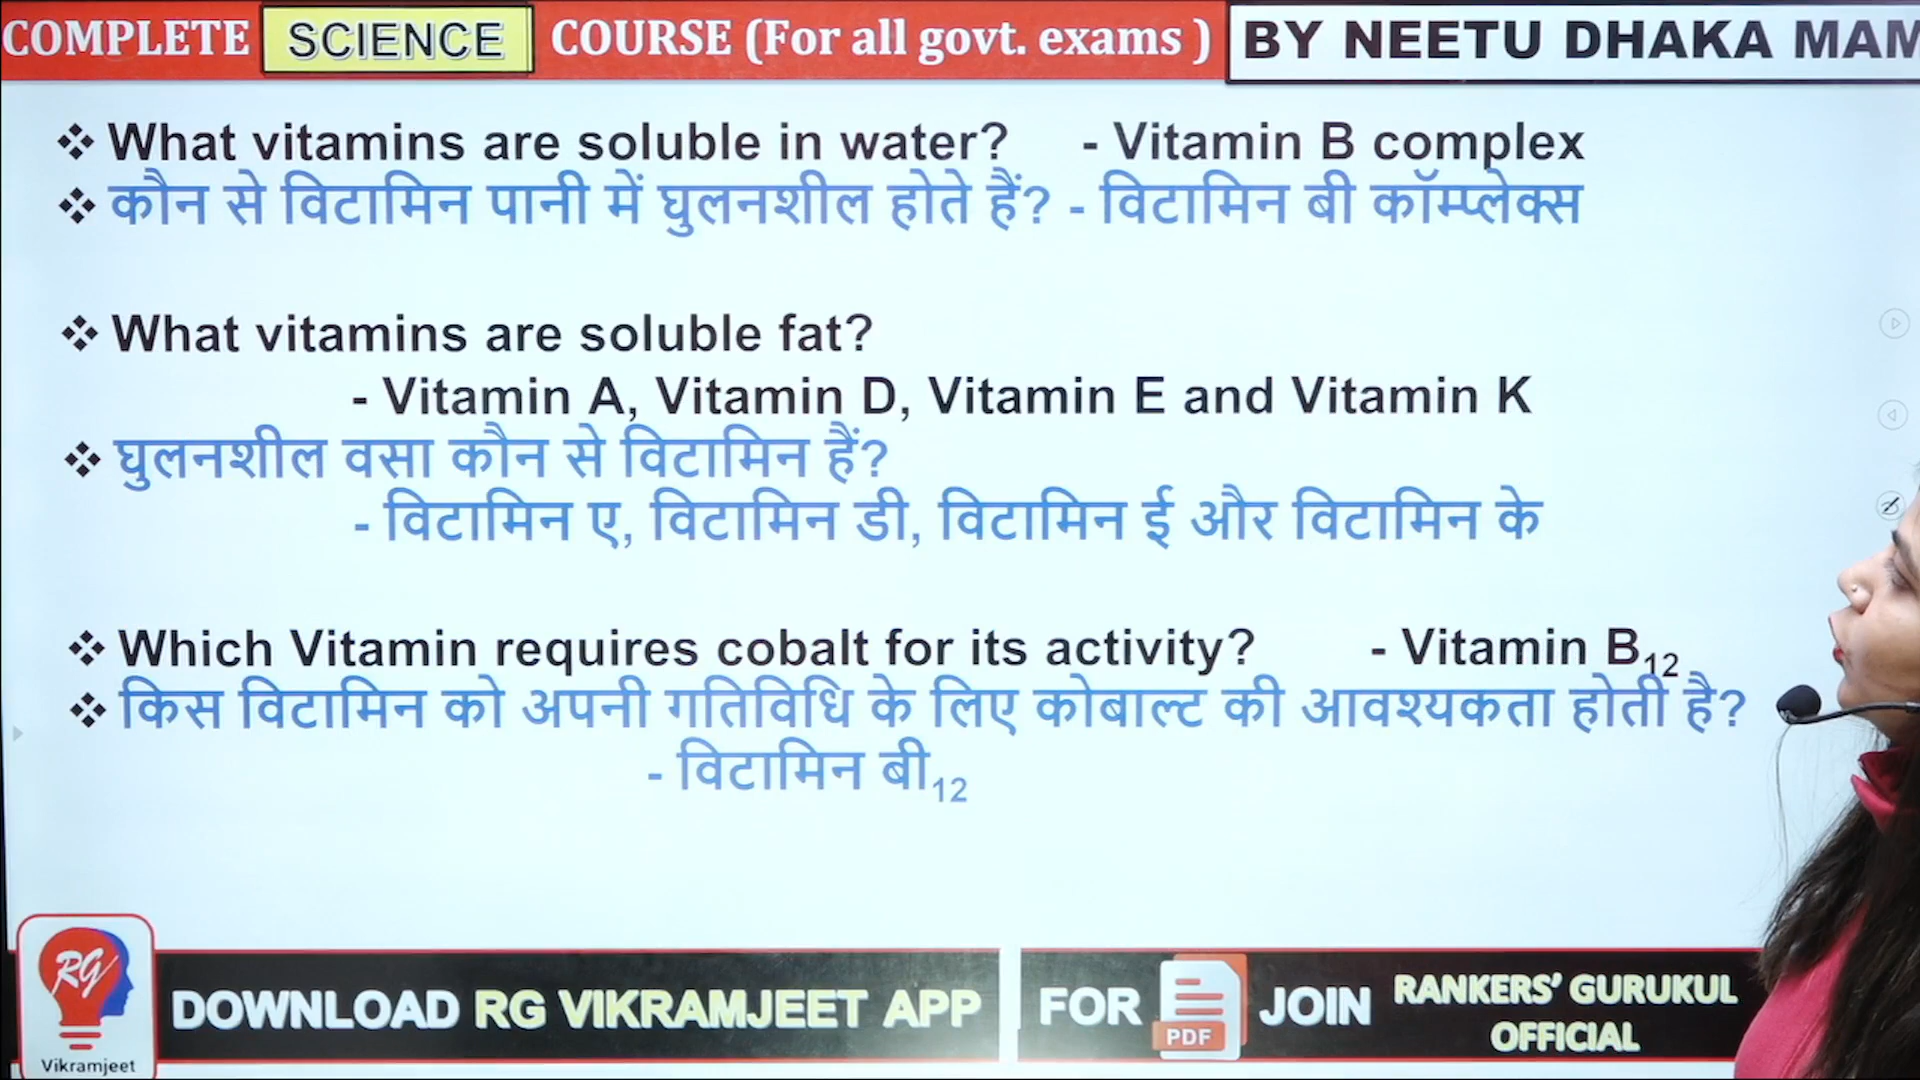 COMPLETE SCIENCE COURSE (For all govt. exams ) BY NEETU DHAKA MAM
❖ What vitamins are soluble in water? - Vitamin B complex
❖ कौन से विटामिन पानी में घुलनशील होते हैं? - विटामिन बी कॉम्प्लेक्स
❖ What vitamins are soluble fat?
- Vitamin A, Vitamin D, Vitamin E and Vitamin K
❖ घुलनशील वसा कौन से विटामिन हैं?
- विटामिन ए, विटामिन डी, विटामिन ई और विटामिन के
❖ Which Vitamin requires cobalt for its activity? - Vitamin B₁₂
❖ किस विटामिन को अपनी गतिविधि के लिए कोबाल्ट की आवश्यकता होती है?
- विटामिन बी₁₂
RG
Vikramjeet
DOWNLOAD RG VIKRAMJEET APP
FOR PDF JOIN RANKERS' GURUKUL
OFFICIAL